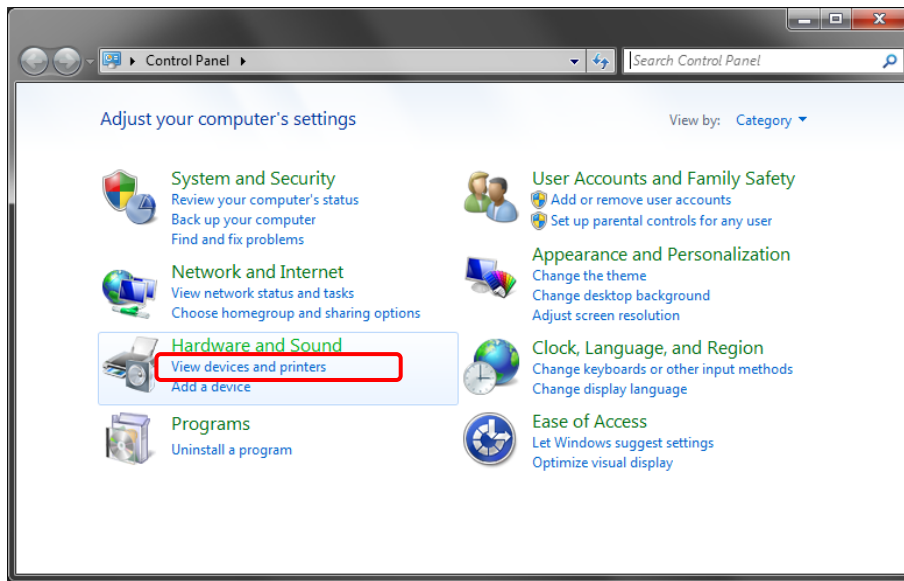 Control Panel
Search Control Panel
Adjust your computer's settings
View by: Category
System and Security
Review your computer's status
Back up your computer
Find and fix problems
Network and Internet
View network status and tasks
Choose homegroup and sharing options
Hardware and Sound
View devices and printers
Add a device
Programs
Uninstall a program
User Accounts and Family Safety
Add or remove user accounts
Set up parental controls for any user
Appearance and Personalization
Change the theme
Change desktop background
Adjust screen resolution
Clock, Language, and Region
Change keyboards or other input methods
Change display language
Ease of Access
Let Windows suggest settings
Optimize visual display